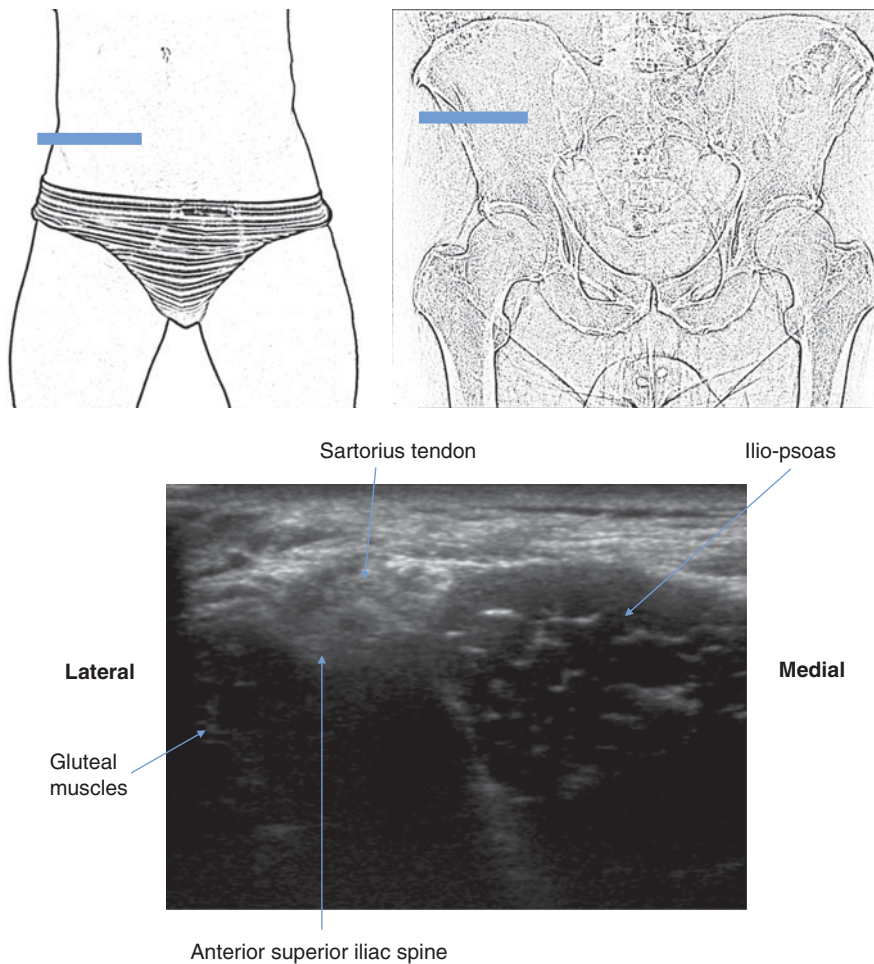 Sartorius tendon
Ilio-psoas
Lateral
Medial
Gluteal
muscles
Anterior superior iliac spine